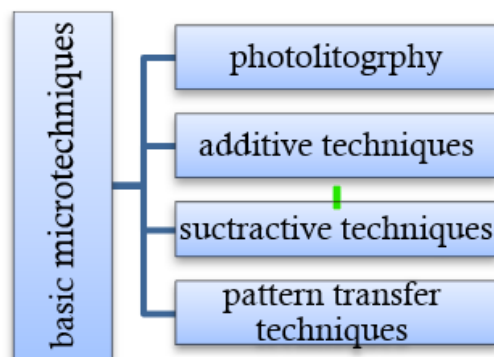 basic microtechniques
photolitogrphy
additive techniques
suctractive techniques
pattern transfer
techniques